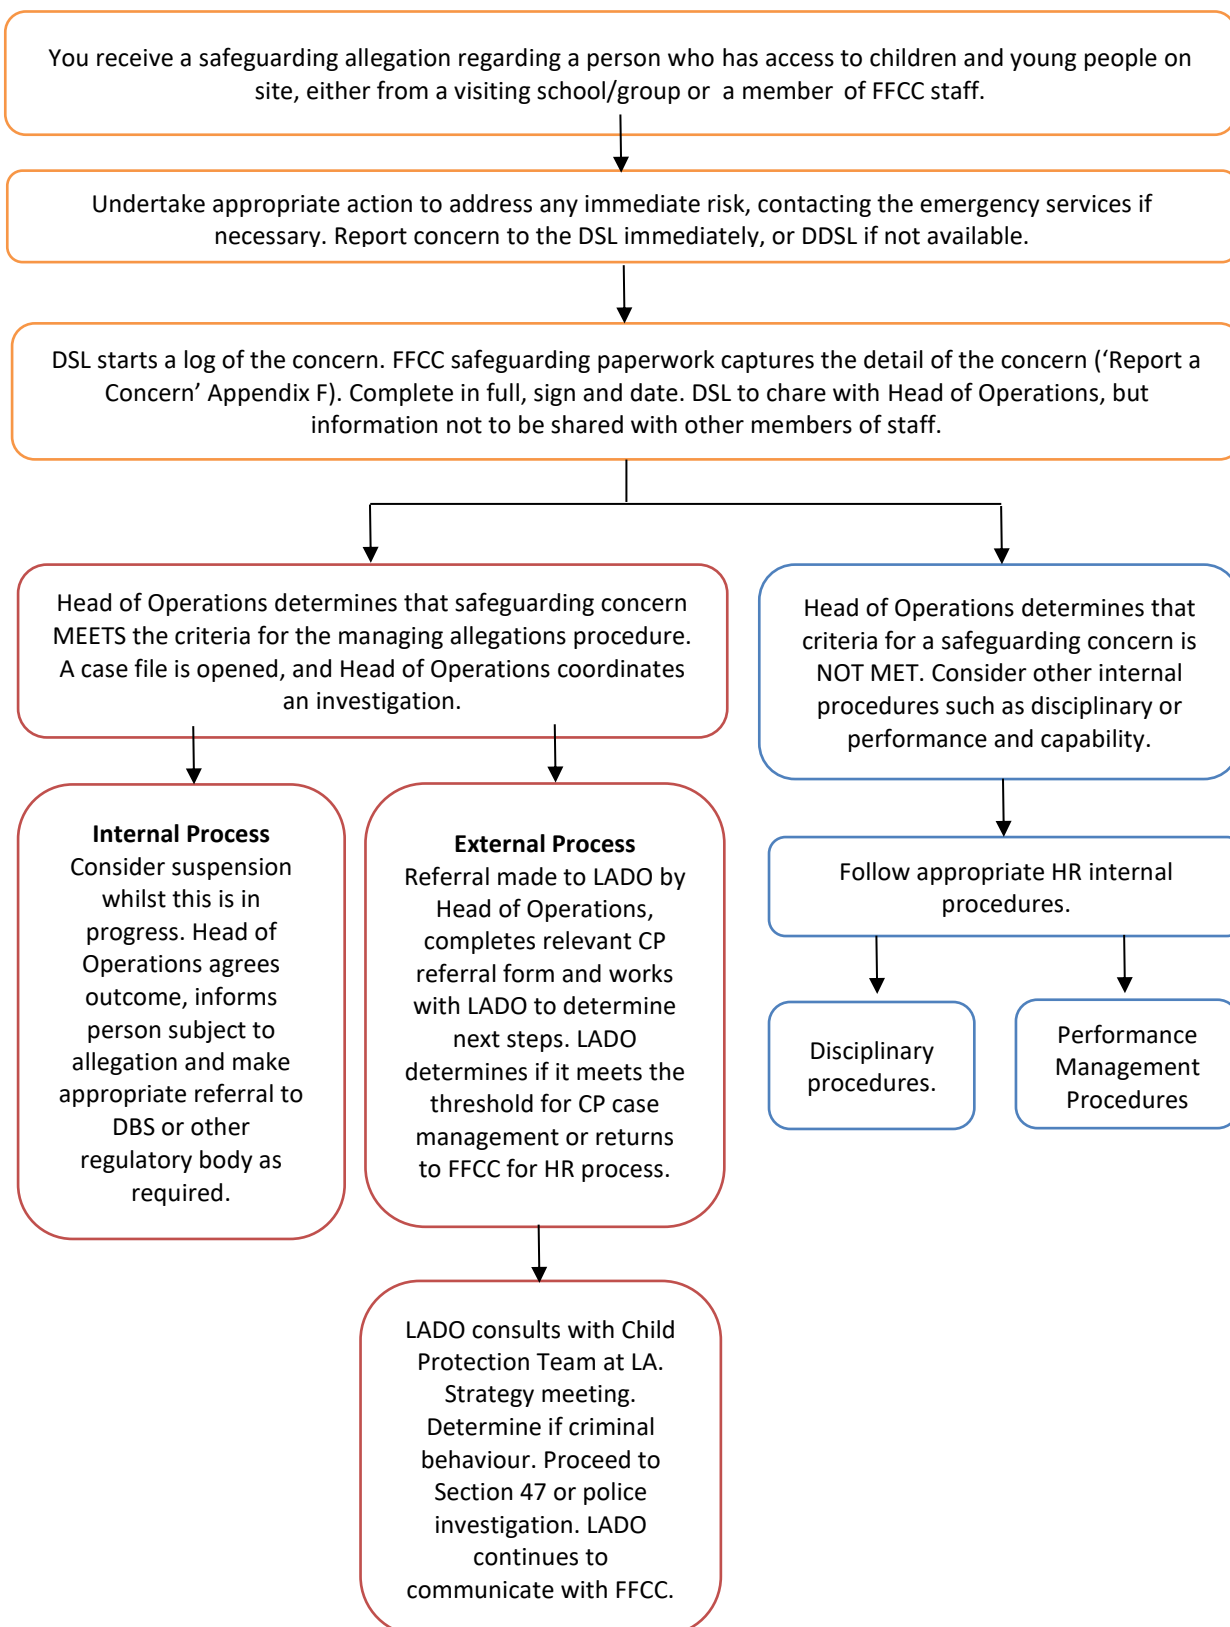 You receive a safeguarding allegation regarding a person who has access to children and young people on
site, either from a visiting school/group or a member of FFCC staff.
Undertake appropriate action to address any immediate risk, contacting the emergency services if
necessary. Report concern to the DSL immediately, or DDSL if not available.
DSL starts a log of the concern. FFCC safeguarding paperwork captures the detail of the concern (‘Report a
Concern’ Appendix F). Complete in full, sign and date. DSL to chare with Head of Operations, but
information not to be shared with other members of staff.
Head of Operations determines that safeguarding concern
MEETS the criteria for the managing allegations procedure.
A case file is opened, and Head of Operations coordinates
an investigation.
Head of Operations determines that
criteria for a safeguarding concern is
NOT MET. Consider other internal
procedures such as disciplinary or
performance and capability.
Internal Process
Consider suspension
whilst this is in
progress. Head of
Operations agrees
outcome, informs
person subject to
allegation and make
appropriate referral to
DBS or other
regulatory body as
required.
External Process
Referral made to LADO by
Head of Operations,
completes relevant CP
referral form and works
with LADO to determine
next steps. LADO
determines if it meets the
threshold for CP case
management or returns
to FFCC for HR process.
Follow appropriate HR internal
procedures.
Disciplinary
procedures.
Performance
Management
Procedures
LADO consults with Child
Protection Team at LA.
Strategy meeting.
Determine if criminal
behaviour. Proceed to
Section 47 or police
investigation. LADO
continues to
communicate with FFCC.